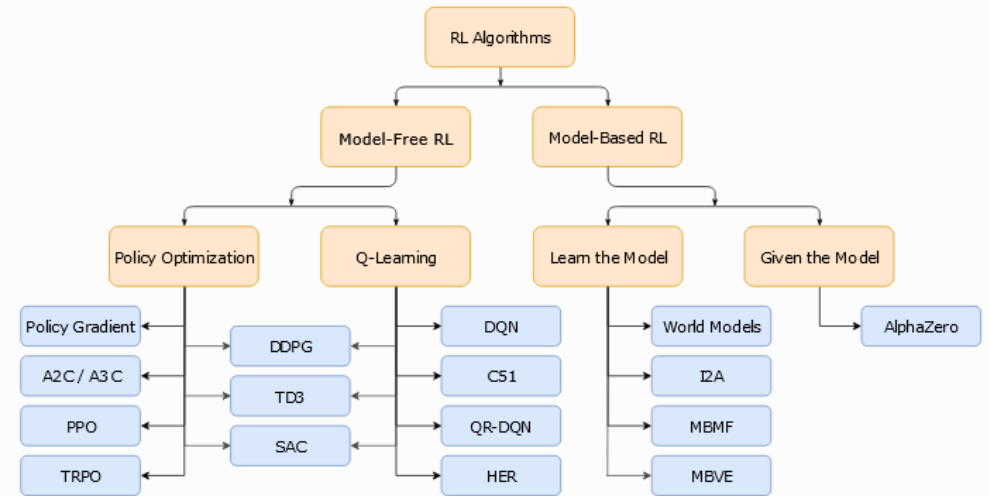 RL Algorithms
Model-Free RL
Model-Based RL
Policy Optimization
Q-Learning
Learn the Model
Given the Model
Policy Gradient
DQN
World Models
AlphaZero
DDPG
A2C / A3C
C51
I2A
TD3
PPO
QR-DQN
MBMF
SAC
TRPO
HER
MBVE